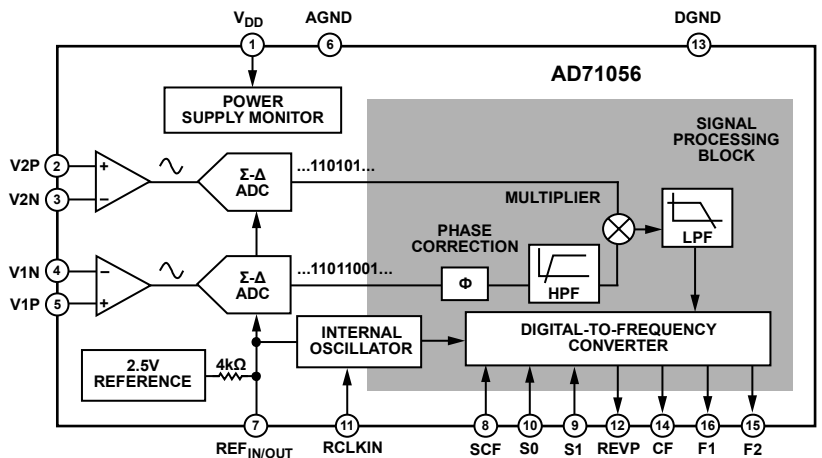 VDD
AGND
DGND
1
6
13
AD71056
POWER
SUPPLY MONITOR
SIGNAL
PROCESSING
BLOCK
V2P
2
+
V2N
3
−
Σ-Δ
ADC
...110101...
MULTIPLIER
LPF
PHASE
CORRECTION
V1N
4
−
V1P
5
+
Σ-Δ
ADC
...11011001...
Φ
HPF
2.5V
REFERENCE
4kΩ
INTERNAL
OSCILLATOR
DIGITAL-TO-FREQUENCY
CONVERTER
7
11
8
10
9
12
14
16
15
REFIN/OUT
RCLKIN
SCF
S0
S1
REVP
CF
F1
F2